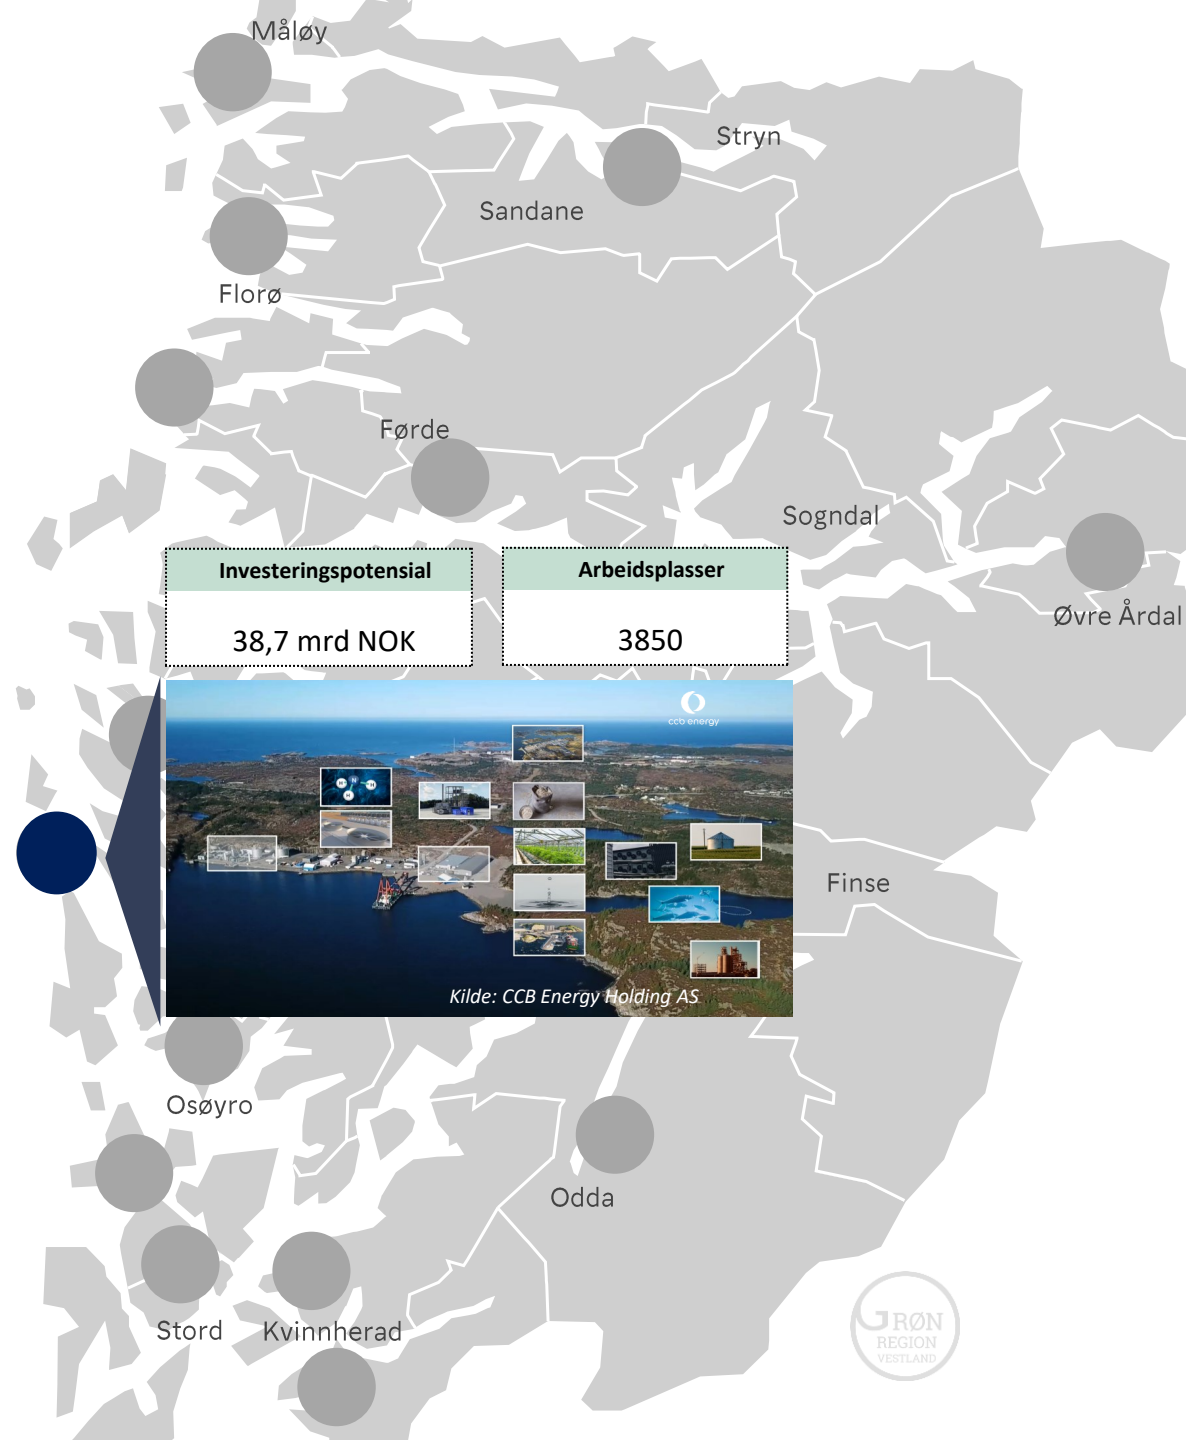 Måløy
Stryn
Sandane
Florø
Førde
Sogndal
Øvre Årdal
Investeringspotensial
38,7 mrd NOK
Arbeidsplasser
3850
ccb energy
H N H
H
Finse
Kilde: CCB Energy Holding AS
Osøyro
Odda
Stord
Kvinnherad
GRØN
REGION
VESTLAND